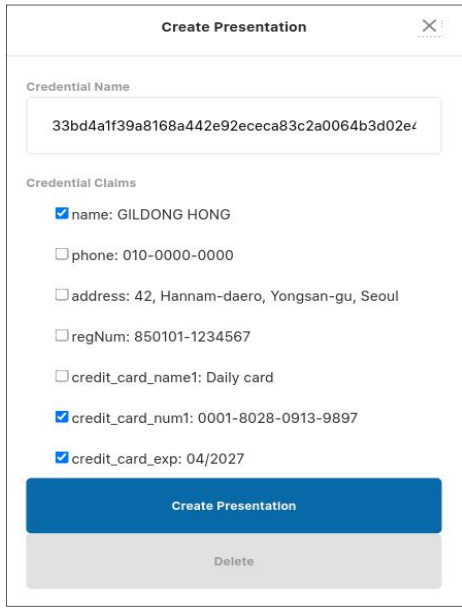 Create Presentation
Credential Name
33bd4a1f39a8168a442e92ececa83c2a0064b3d02e
Credential Claims
name: GILDONG HONG
phone: 010-0000-0000
address: 42, Hannam-daero, Yongsan-gu, Seoul
regNum: 850101-1234567
credit_card_name1: Daily card
credit_card_num1: 0001-8028-0913-9897
credit_card_exp: 04/2027
Create Presentation
Delete